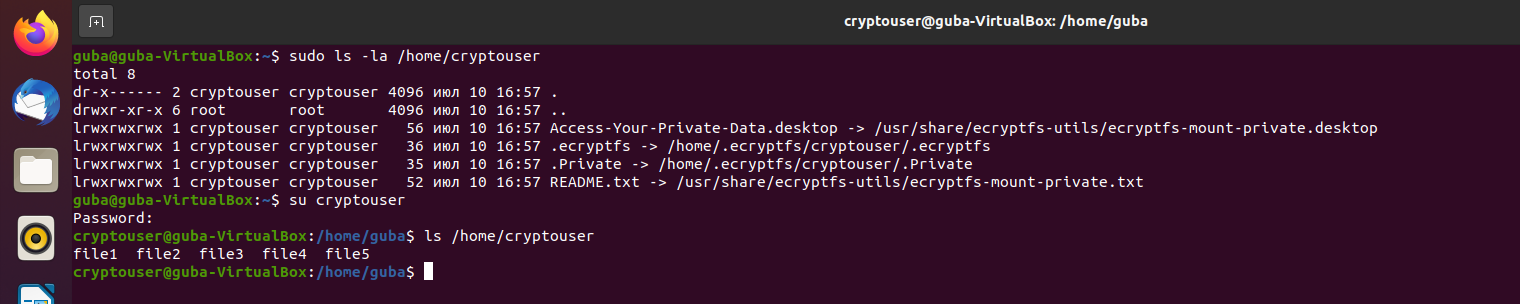 cryptouser@guba-VirtualBox: /home/guba
guba@guba-VirtualBox:~$ sudo ls -la /home/cryptouser
total 8
dr-x------ 2 cryptouser cryptouser 4096 июл 10 16:57 .
drwxr-xr-x 6 root       root       4096 июл 10 16:57 ..
lrwxrwxrwx 1 cryptouser cryptouser   56 июл 10 16:57 Access-Your-Private-Data.desktop -> /usr/share/ecryptfs-utils/ecryptfs-mount-private.desktop
lrwxrwxrwx 1 cryptouser cryptouser   36 июл 10 16:57 .ecryptfs -> /home/.ecryptfs/cryptouser/.ecryptfs
lrwxrwxrwx 1 cryptouser cryptouser   35 июл 10 16:57 .Private -> /home/.ecryptfs/cryptouser/.Private
lrwxrwxrwx 1 cryptouser cryptouser   52 июл 10 16:57 README.txt -> /usr/share/ecryptfs-utils/ecryptfs-mount-private.txt
guba@guba-VirtualBox:~$ su cryptouser
Password:
cryptouser@guba-VirtualBox:/home/guba$ ls /home/cryptouser
file1  file2  file3  file4  file5
cryptouser@guba-VirtualBox:/home/guba$